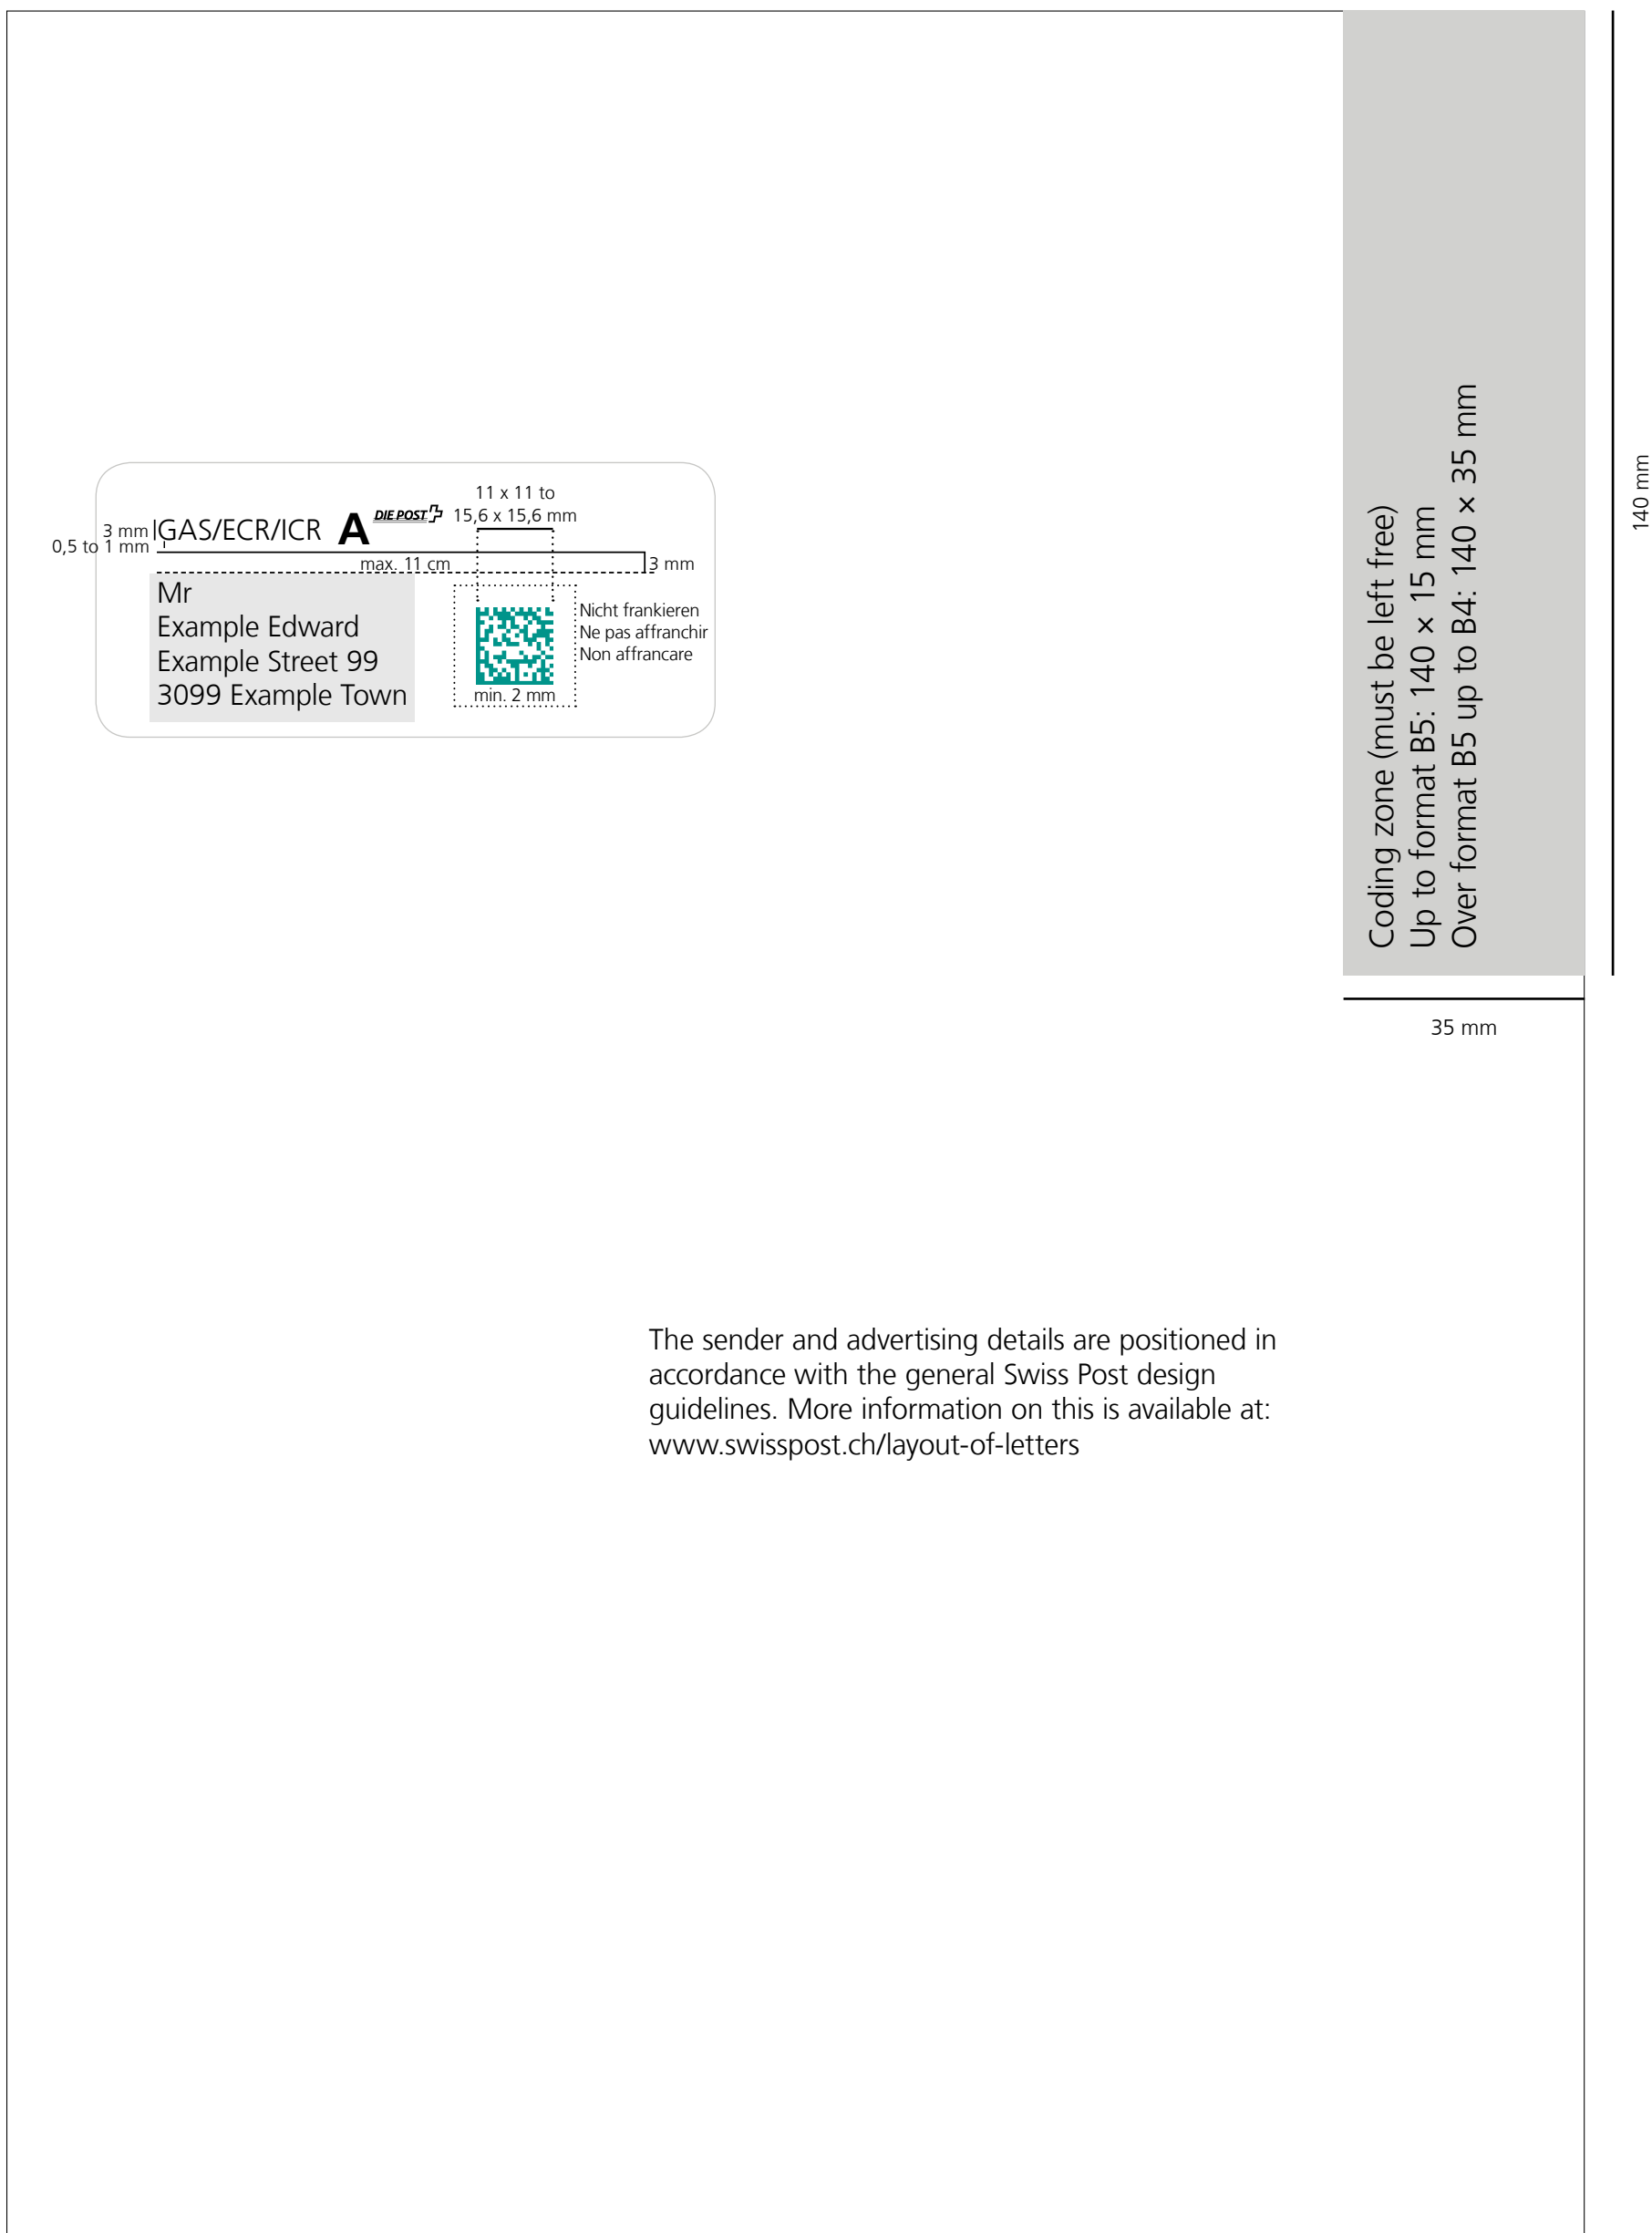 11 x 11 to
15,6 x 15,6 mm
3 mm
GAS/ECR/ICR A DIE POST
0,5 to 1 mm
max. 11 cm
3 mm
Mr
Example Edward
Example Street 99
3099 Example Town
Nicht frankieren
Ne pas affranchir
Non affrancare
min. 2 mm
Coding zone (must be left free)
Up to format B5: 140 × 15 mm
Over format B5 up to B4: 140 × 35 mm
140 mm
35 mm
The sender and advertising details are positioned in
accordance with the general Swiss Post design
guidelines. More information on this is available at:
www.swisspost.ch/layout-of-letters